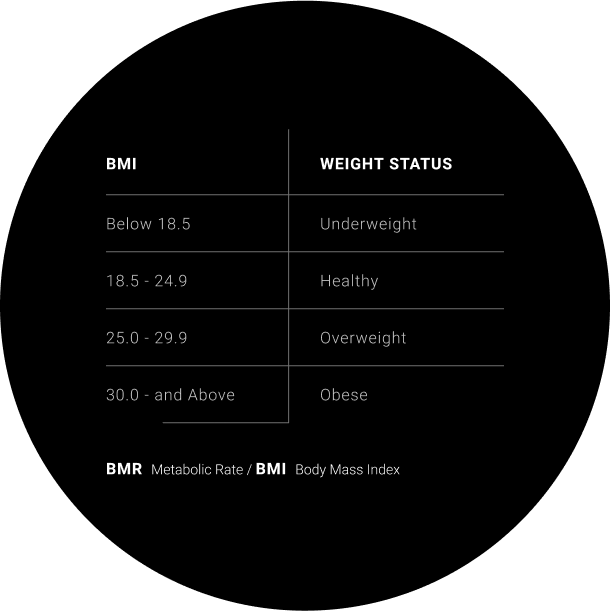 BMI WEIGHT STATUS
Below 18.5 Underweight
18.5 - 24.9 Healthy
25.0 - 29.9 Overweight
30.0 - and Above Obese
BMR Metabolic Rate / BMI Body Mass Index